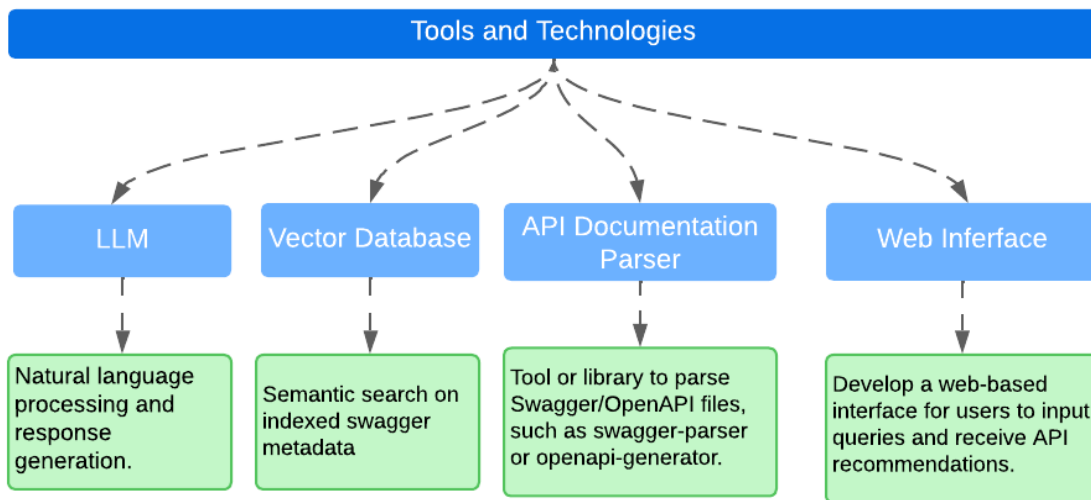 Tools and Technologies
LLM
Vector Database
API Documentation
Parser
Web Inferface
Natural language
processing and
response
generation.
Semantic search on
indexed swagger
metadata
Tool or library to parse
Swagger/OpenAPI files,
such as swagger-parser
or openapi-generator.
Develop a web-based
interface for users to input
queries and receive API
recommendations.